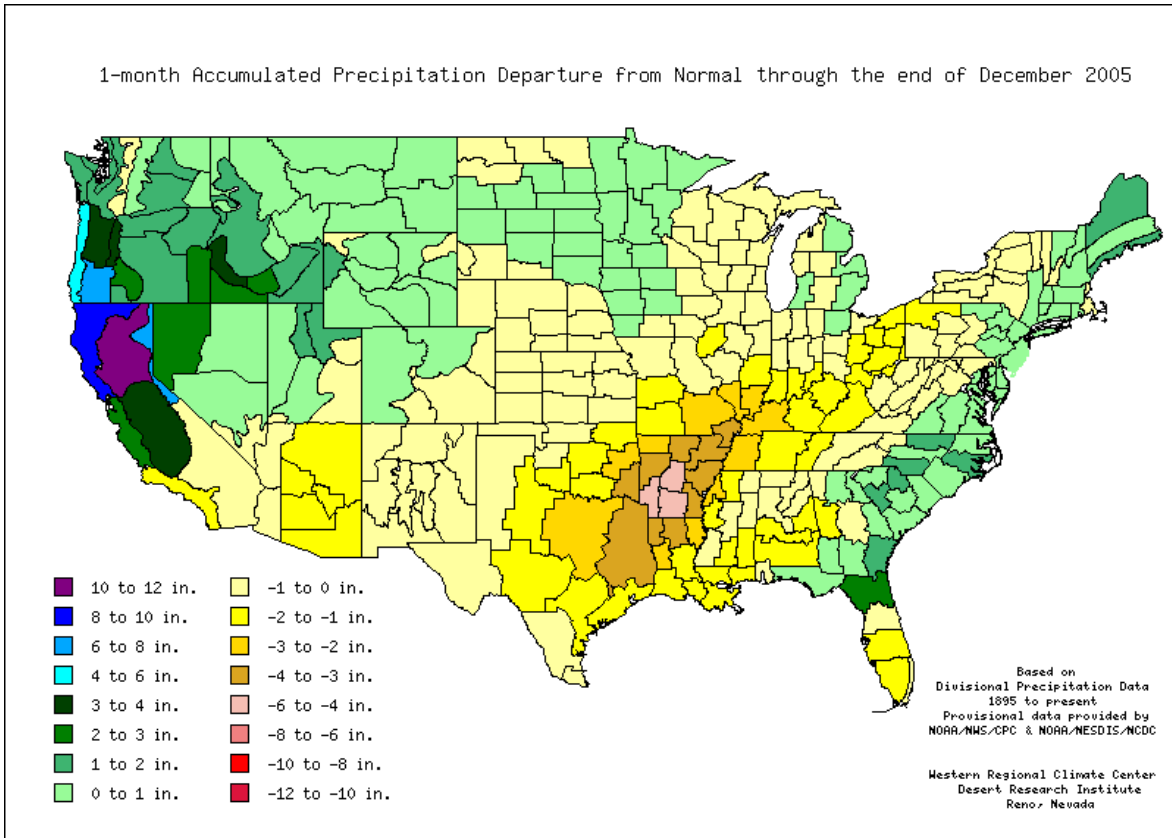 1-month Accumulated Precipitation Departure from Normal through the end of December 2005
10 to 12 in.
8 to 10 in.
6 to 8 in.
4 to 6 in.
3 to 4 in.
2 to 3 in.
1 to 2 in.
0 to 1 in.
-1 to 0 in.
-2 to -1 in.
-3 to -2 in.
-4 to -3 in.
-6 to -4 in.
-8 to -6 in.
-10 to -8 in.
-12 to -10 in.
Based on
Divisional Precipitation Data
1895 to present
Provisional data provided by
NOAA/NWS/CPC & NOAA/NESDIS/NCDC
Western Regional Climate Center
Desert Research Institute
Reno, Nevada